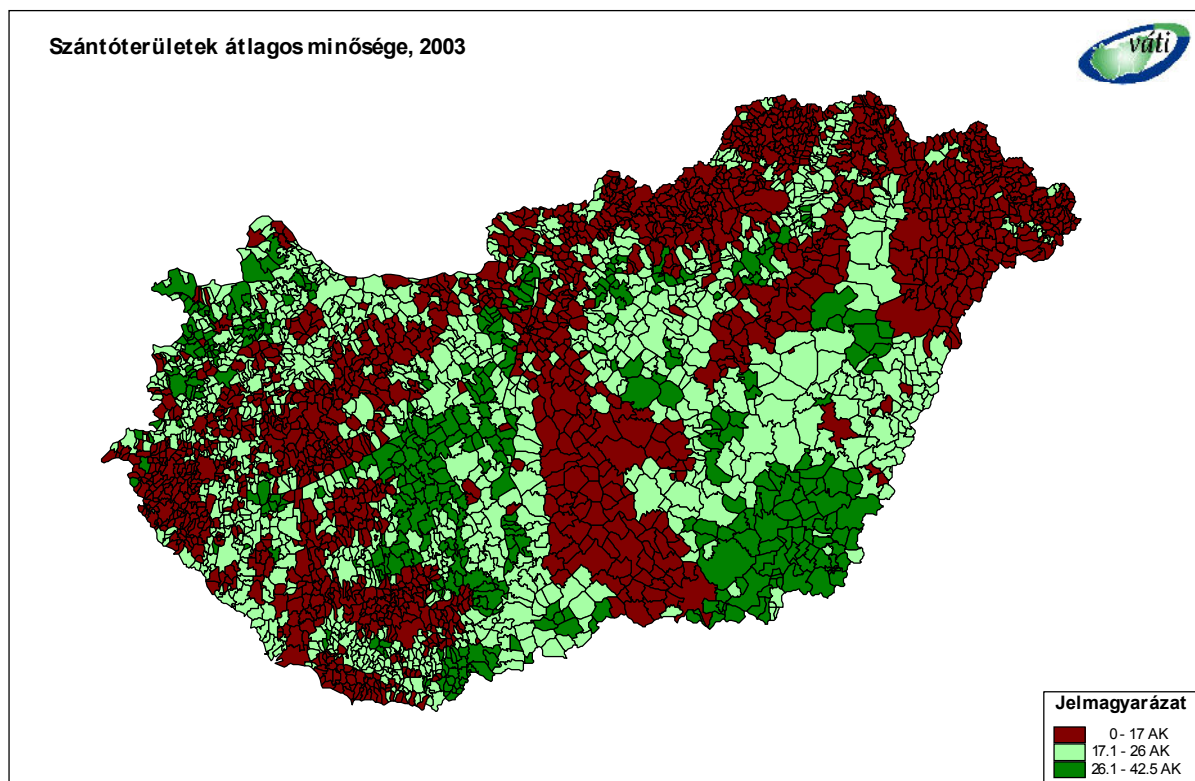 Szántóterületek átlagos minősége, 2003
váti
Jelmagyarázat
0 - 17 AK
17.1 - 26 AK
26.1 - 42.5 AK